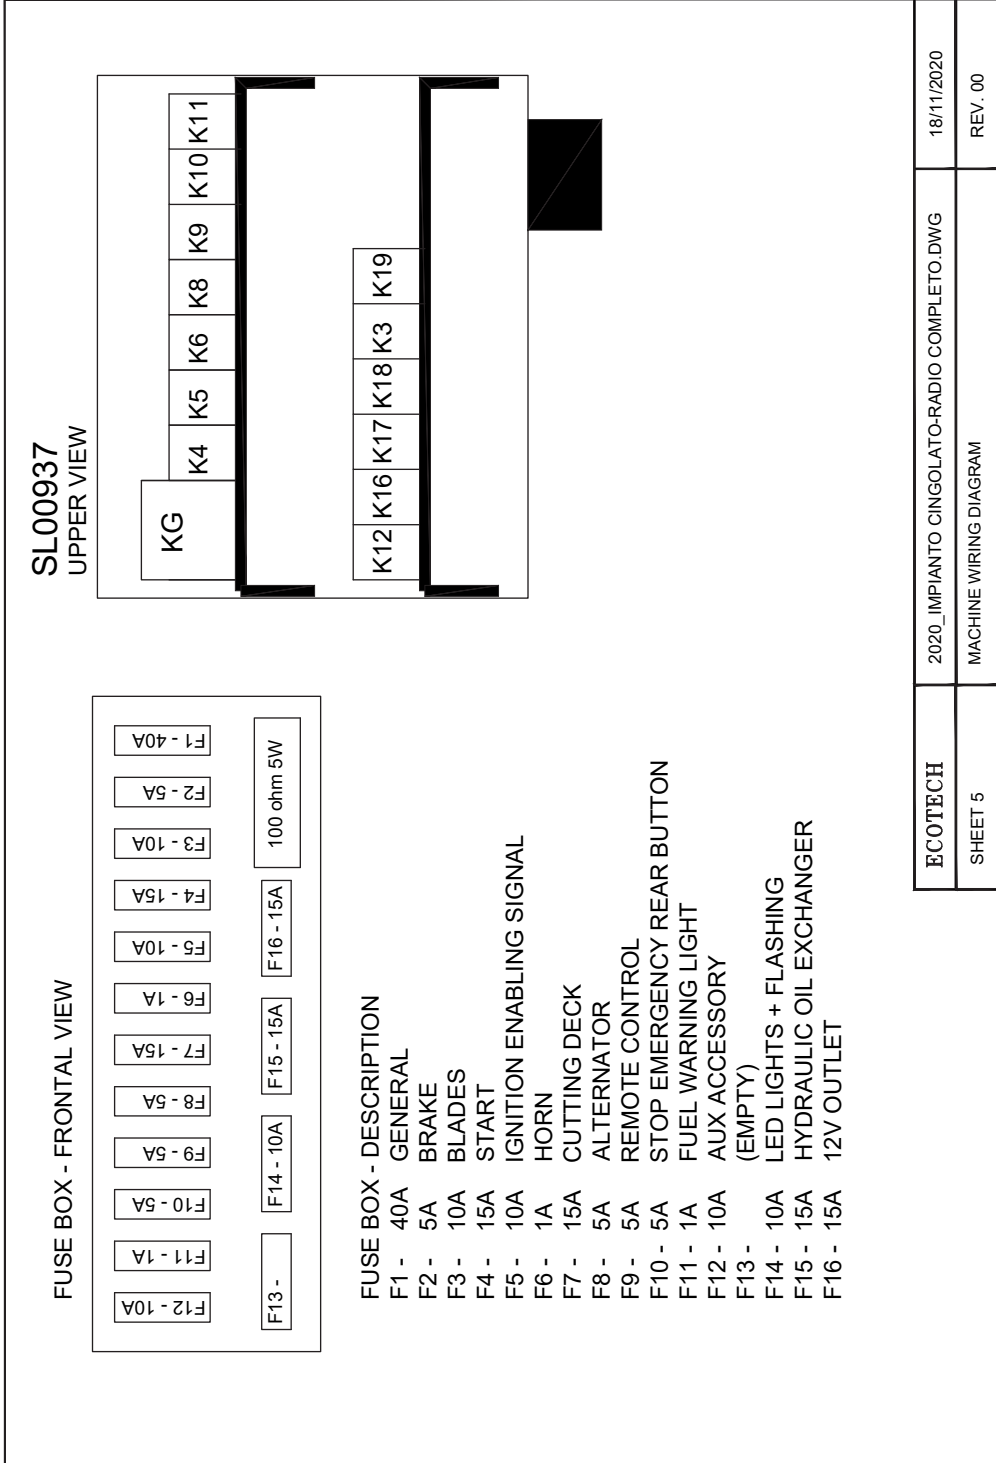 FUSE BOX - FRONTAL VIEW
F12 - 10A
F11 - 1A
F10 - 5A
F9 - 5A
F8 - 5A
F7 - 15A
F6 - 1A
F5 - 10A
F4 - 15A
F3 - 10A
F2 - 5A
F1 - 40A
F13 -
F14 - 10A
F15 - 15A
F16 - 15A
100 ohm 5W
FUSE BOX - DESCRIPTION
F1 - 40A GENERAL
F2 - 5A BRAKE
F3 - 10A BLADES
F4 - 15A START
F5 - 10A IGNITION ENABLING SIGNAL
F6 - 1A HORN
F7 - 15A CUTTING DECK
F8 - 5A ALTERNATOR
F9 - 5A REMOTE CONTROL
F10 - 5A STOP EMERGENCY REAR BUTTON
F11 - 1A FUEL WARNING LIGHT
F12 - 10A AUX ACCESSORY
F13 - (EMPTY)
F14 - 10A LED LIGHTS + FLASHING
F15 - 15A HYDRAULIC OIL EXCHANGER
F16 - 15A 12V OUTLET
SL00937
UPPER VIEW
KG
K4
K5
K6
K8
K9
K10
K11
K12
K16
K17
K18
K3
K19
ECOTECH
2020_IMPIANTO CINGOLATO-RADIO COMPLETO.DWG
18/11/2020
SHEET 5
MACHINE WIRING DIAGRAM
REV. 00